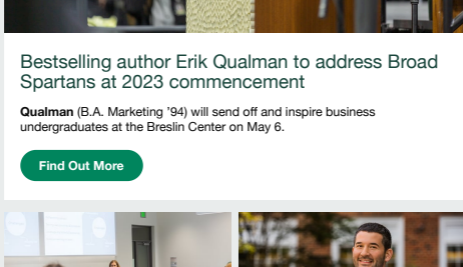 Bestselling author Erik Qualman to address Broad
Spartans at 2023 commencement
Qualman (B.A. Marketing ’94) will send off and inspire business
undergraduates at the Breslin Center on May 6.
Find Out More